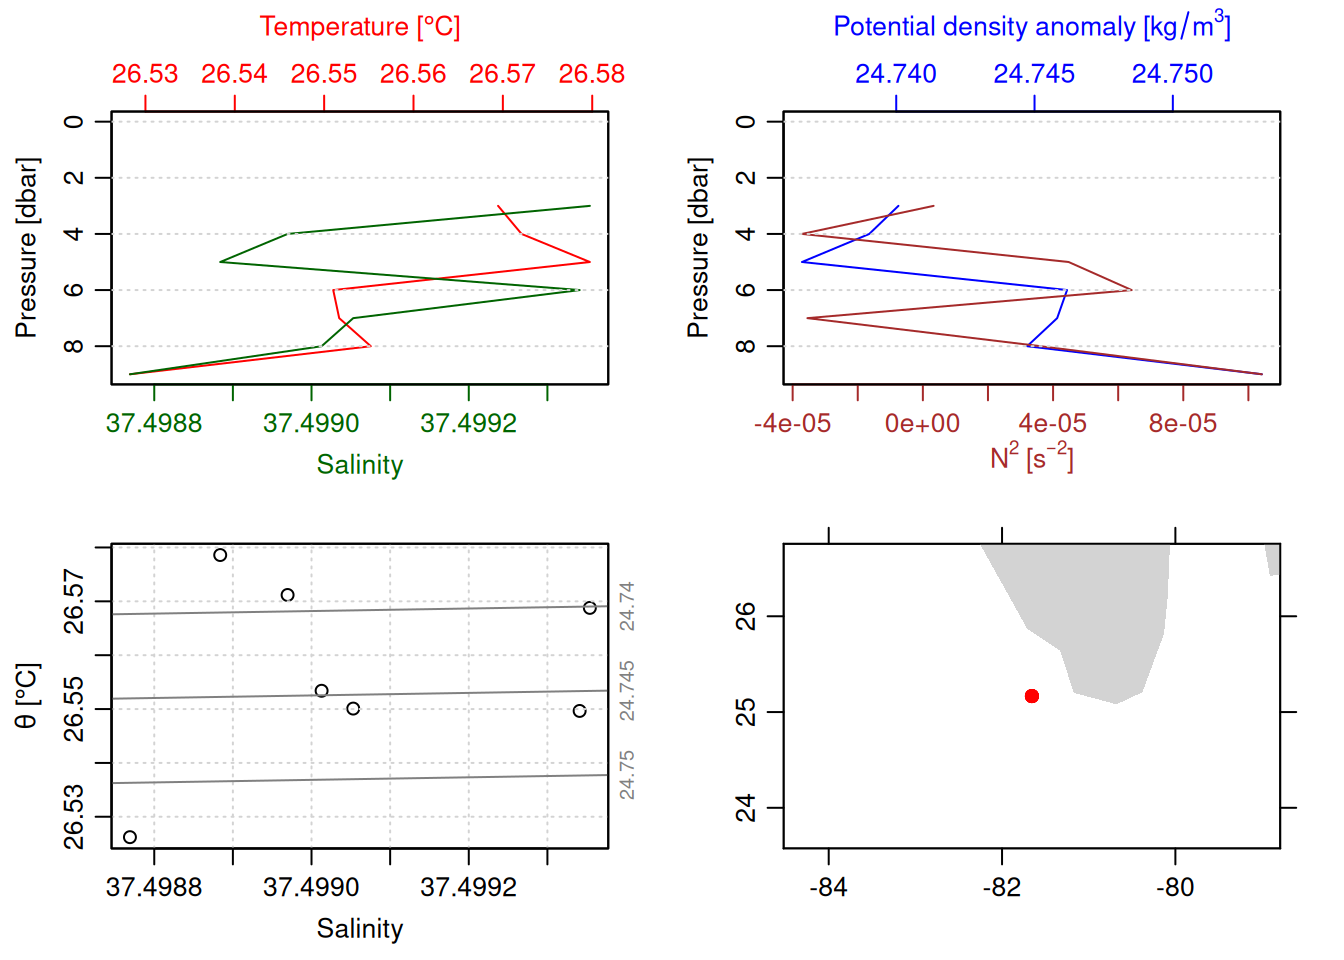 Temperature [°C]
26.53 26.54 26.55 26.56 26.57 26.58
0
2
4
6
8
Pressure [dbar]
37.4988 37.4990 37.4992
Salinity
Potential density anomaly [kg/m³]
24.740 24.745 24.750
0
2
4
6
8
Pressure [dbar]
-4e-05 0e+00 4e-05 8e-05
N² [s⁻²]
26.57
26.55
26.53
θ [°C]
24.74
24.745
24.75
37.4988 37.4990 37.4992
Salinity
26
25
24
-84 -82 -80